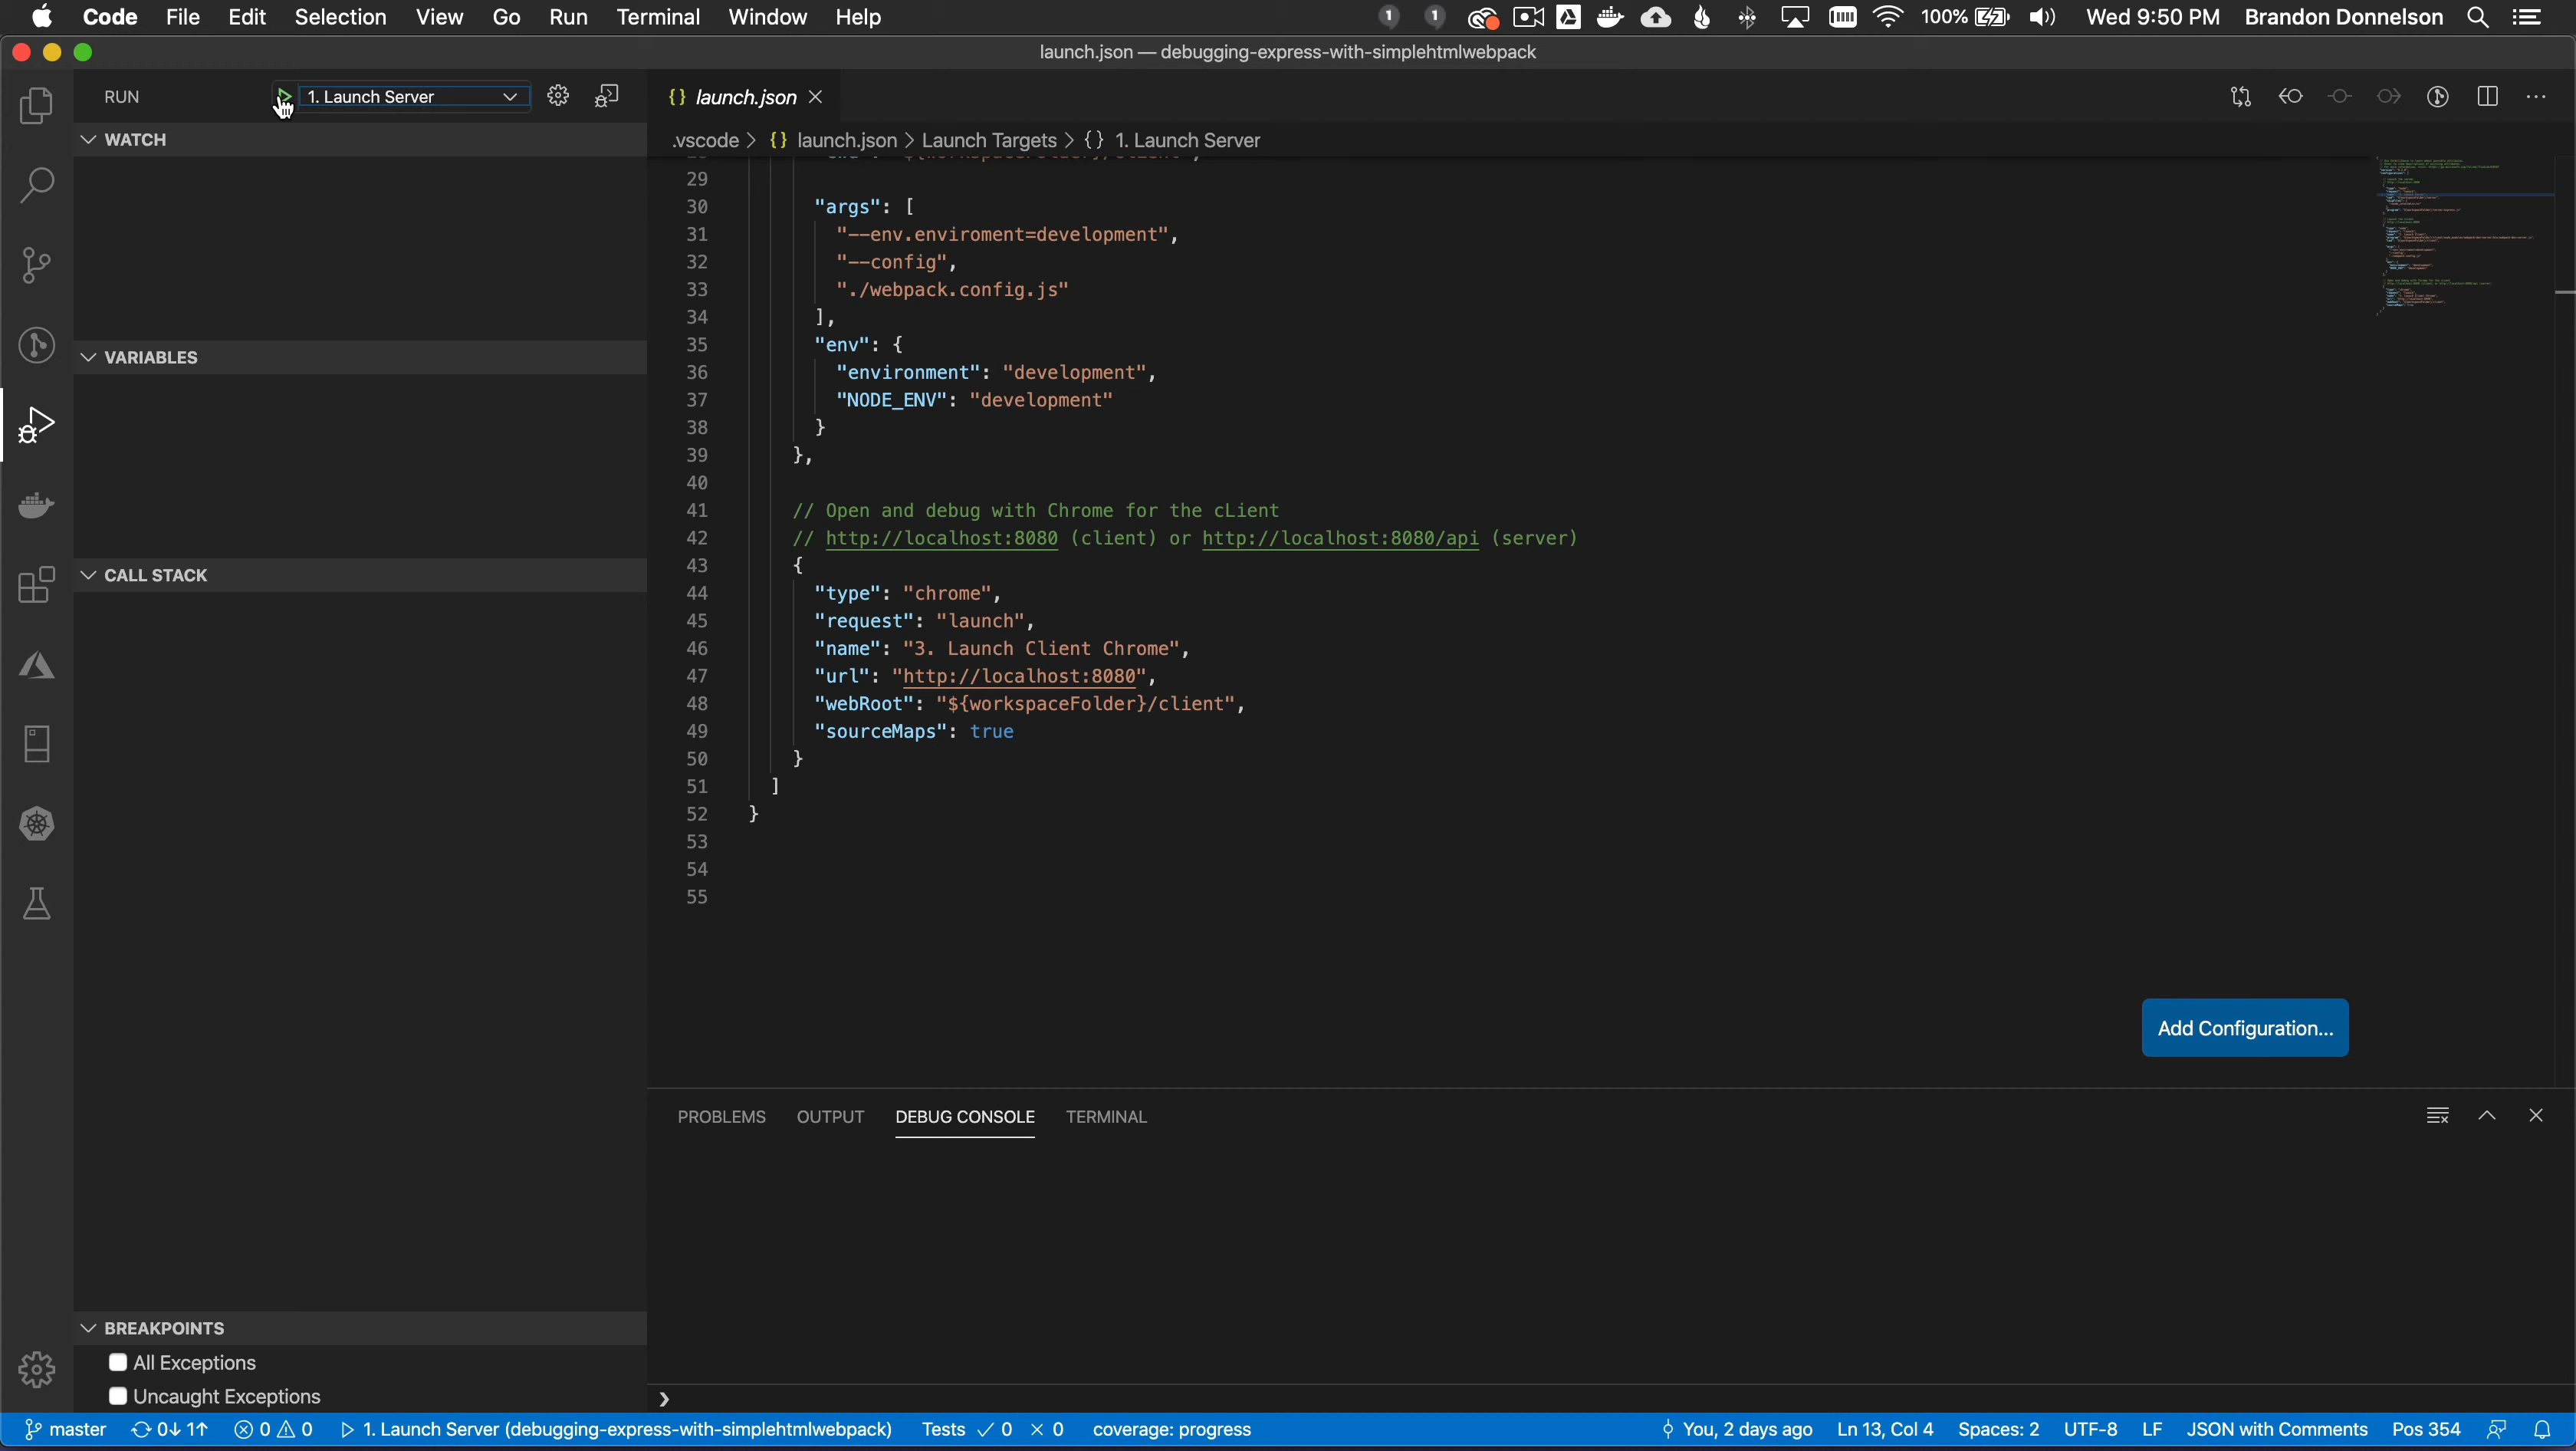 Code File Edit Selection View Go Run Terminal Window Help
1 1 100% Wed 9:50 PM Brandon Donnelson
launch.json — debugging-express-with-simplehtmlwebpack
RUN 1. Launch Server
{} launch.json
.vscode > {} launch.json > Launch Targets > {} 1. Launch Server
WATCH
VARIABLES
CALL STACK
29
30 "args": [
31 "--env.enviroment=development",
32 "--config",
33 "./webpack.config.js"
34 ],
35 "env": {
36 "environment": "development",
37 "NODE_ENV": "development"
38 }
39 },
40
41 // Open and debug with Chrome for the cLient
42 // http://localhost:8080 (client) or http://localhost:8080/api (server)
43 {
44 "type": "chrome",
45 "request": "launch",
46 "name": "3. Launch Client Chrome",
47 "url": "http://localhost:8080",
48 "webRoot": "${workspaceFolder}/client",
49 "sourceMaps": true
50 }
51 ]
52 }
53
54
55
Add Configuration...
PROBLEMS OUTPUT DEBUG CONSOLE TERMINAL
BREAKPOINTS
All Exceptions
Uncaught Exceptions
master 0↓ 1↑ 0 0 1. Launch Server (debugging-express-with-simplehtmlwebpack) Tests ✓ 0 × 0 coverage: progress You, 2 days ago Ln 13, Col 4 Spaces: 2 UTF-8 LF JSON with Comments Pos 354